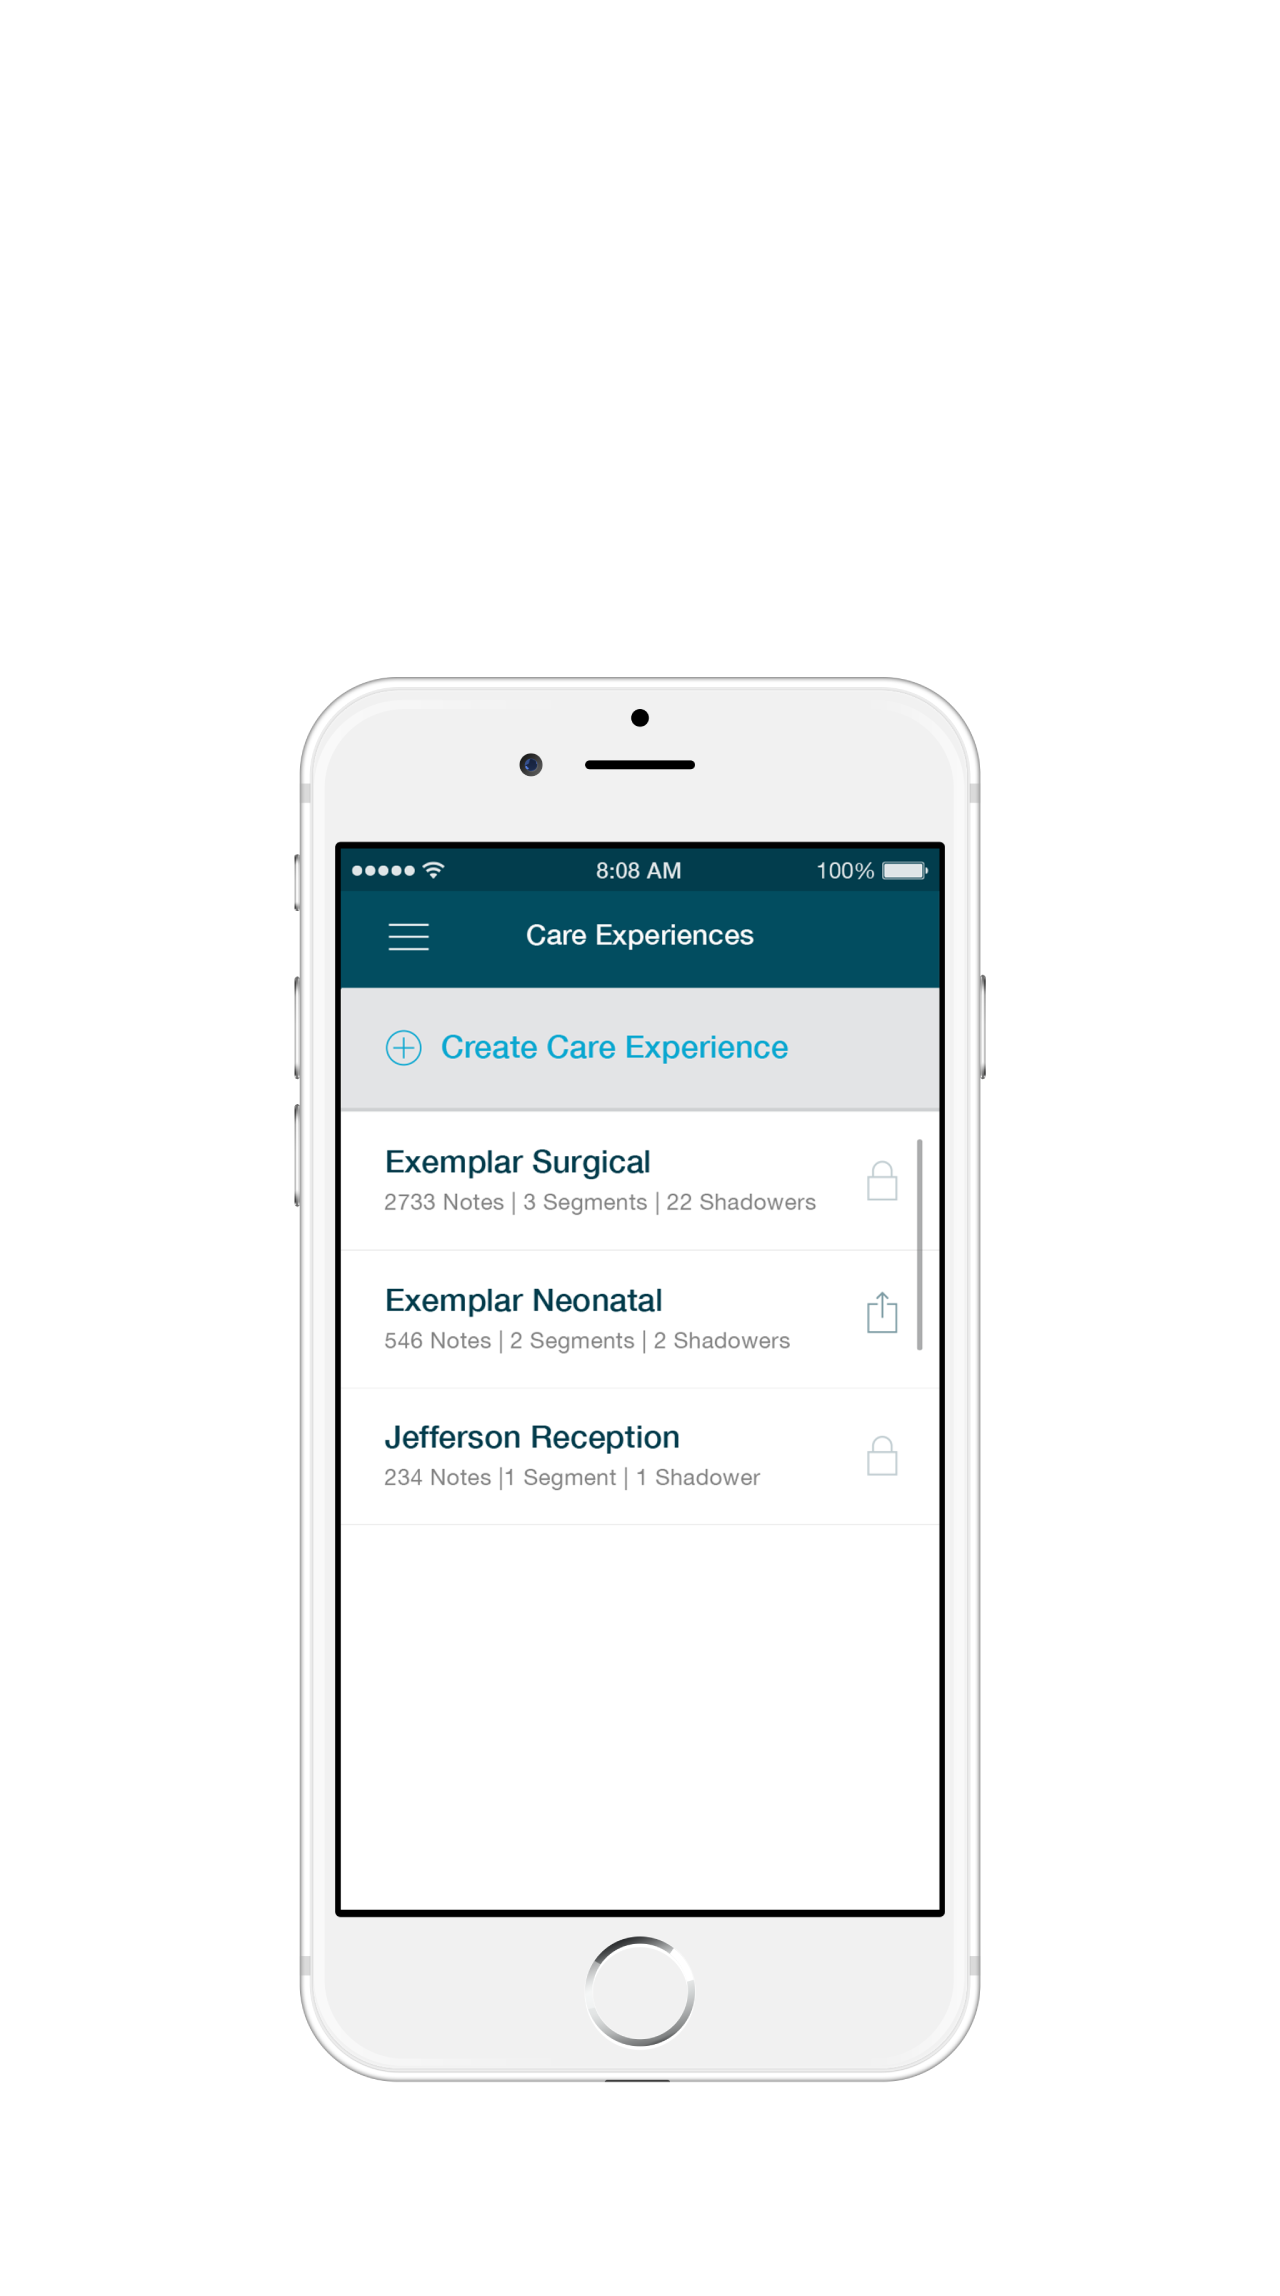 8:08 AM 100%
Care Experiences
Create Care Experience
Exemplar Surgical
2733 Notes | 3 Segments | 22 Shadowers
Exemplar Neonatal
546 Notes | 2 Segments | 2 Shadowers
Jefferson Reception
234 Notes |1 Segment | 1 Shadower